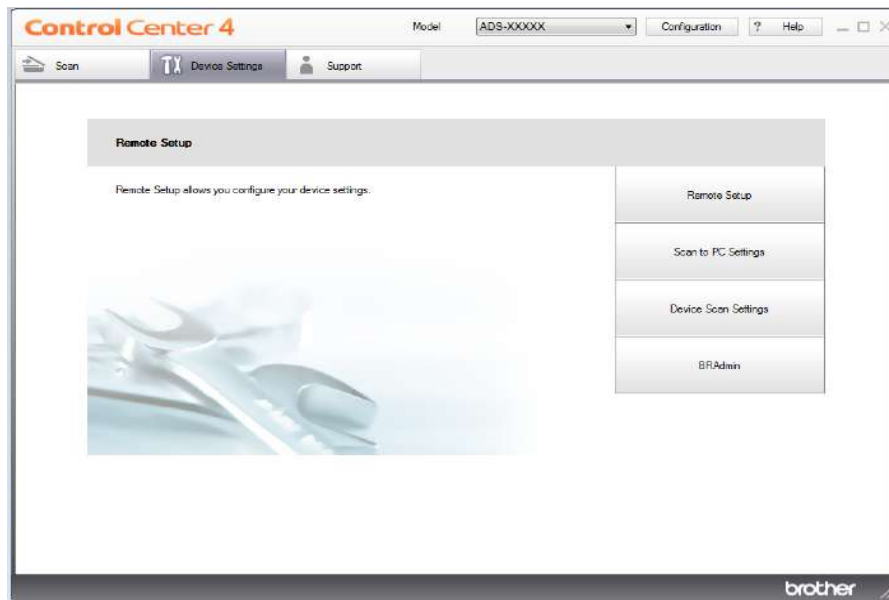 Control Center 4
Model ADS-XXXXX Configuration ? Help
Scan Device Settings Support
Remote Setup
Remote Setup allows you configure your device settings.
Remote Setup
Scan to PC Settings
Device Scan Settings
BRAdmin
brother